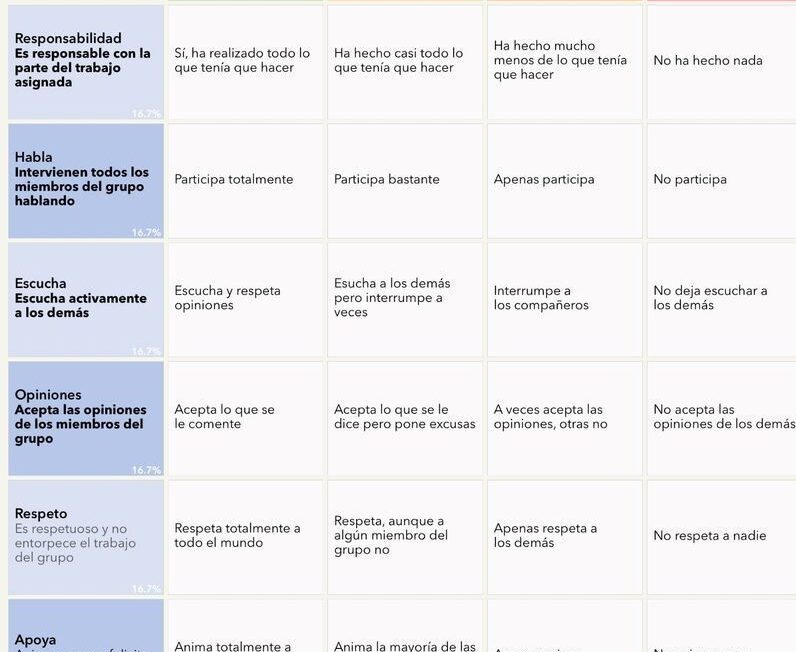 Responsabilidad
Es responsable con la
parte del trabajo
asignada
16.7%
Sí, ha realizado todo lo
que tenía que hacer
Ha hecho casi todo lo
que tenía que hacer
Ha hecho mucho
menos de lo que tenía
que hacer
No ha hecho nada
Habla
Intervienen todos los
miembros del grupo
hablando
16.7%
Participa totalmente
Participa bastante
Apenas participa
No participa
Escucha
Escucha activamente
a los demás
16.7%
Escucha y respeta
opiniones
Esucha a los demás
pero interrumpe a
veces
Interrumpe a
los compañeros
No deja escuchar a
los demás
Opiniones
Acepta las opiniones
de los miembros del
grupo
16.7%
Acepta lo que se
le comente
Acepta lo que se le
dice pero pone excusas
A veces acepta las
opiniones, otras no
No acepta las
opiniones de los demás
Respeto
Es respetuoso y no
entorpece el trabajo
del grupo
16.7%
Respeta totalmente a
todo el mundo
Respeta, aunque a
algún miembro del
grupo no
Apenas respeta a
los demás
No respeta a nadie
Apoya
Anima totalmente a
Anima la mayoría de las